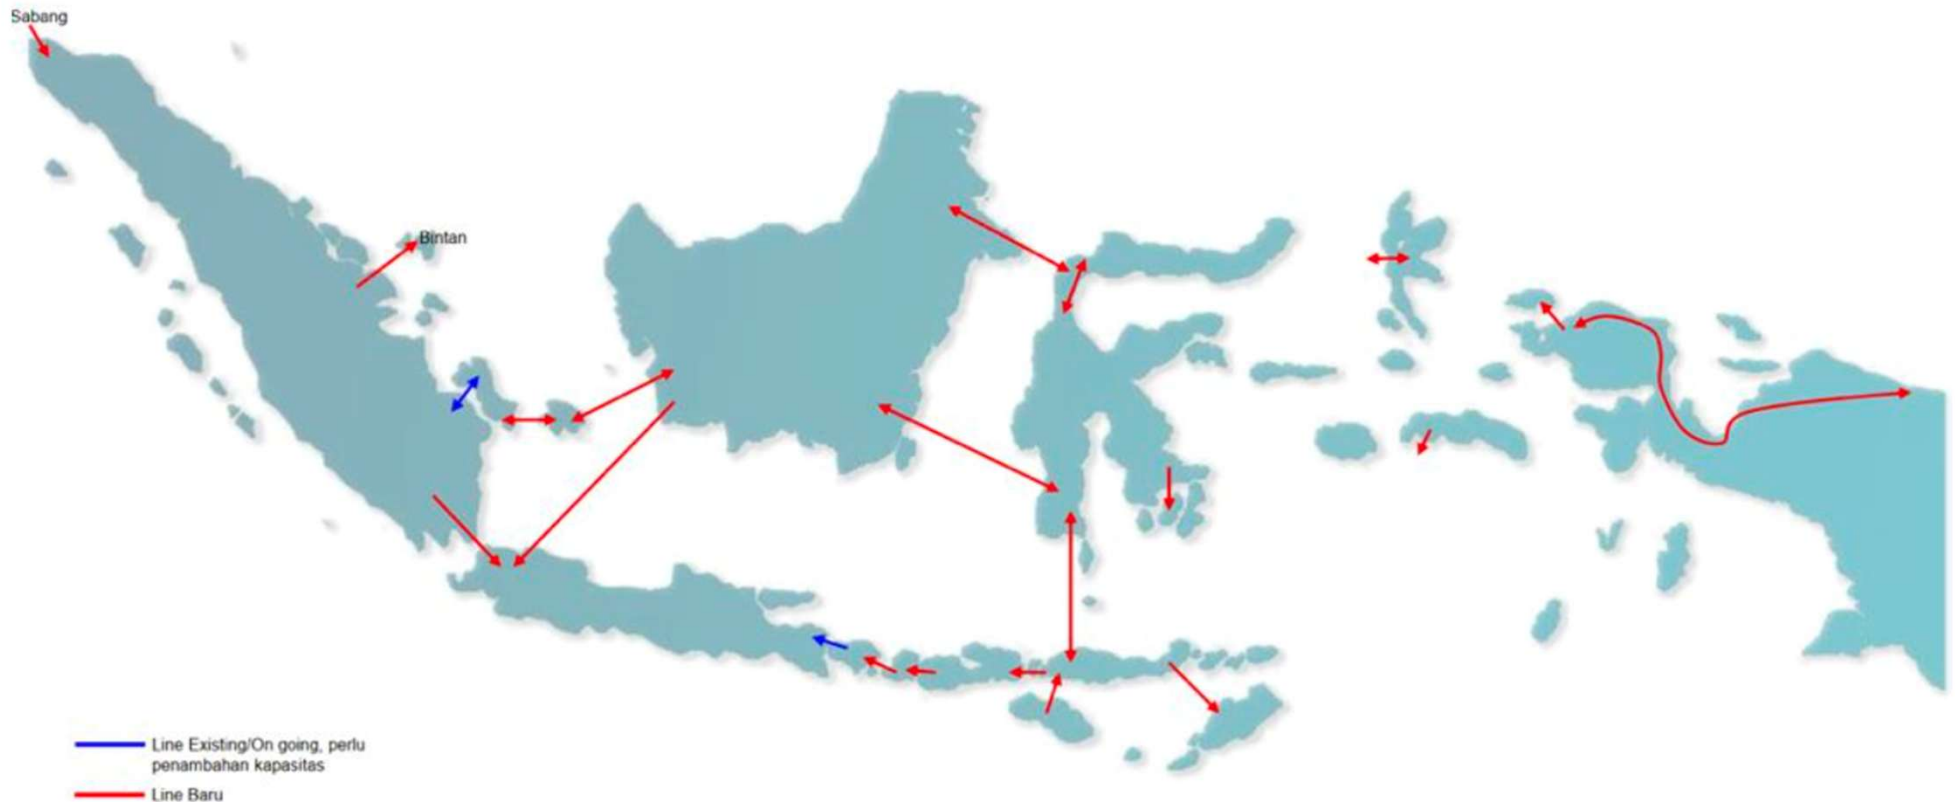 Sabang
Bintan
Line Existing/On going, perlu
penambahan kapasitas
Line Baru